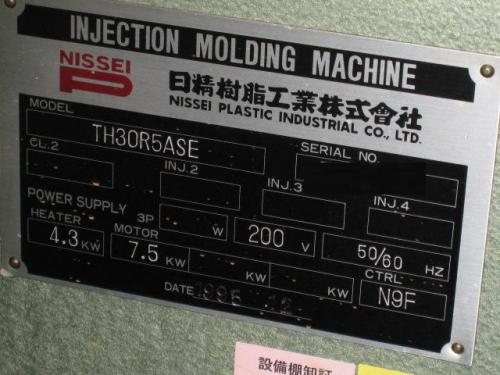 INJECTION MOLDING MACHINE
NISSEI
P
日精樹脂工業株式會社
NISSEI PLASTIC INDUSTRIAL CO., LTD.
MODEL
TH30R5ASE
SERIAL NO.
CL.2
INJ.2
INJ.3
INJ.4
POWER SUPPLY 3P
W
200 V
50/60 HZ
HEATER
4.3 KW
MOTOR
7.5 KW
KW
KW
CTRL
N9F
DATE 1995 12
設備棚卸証